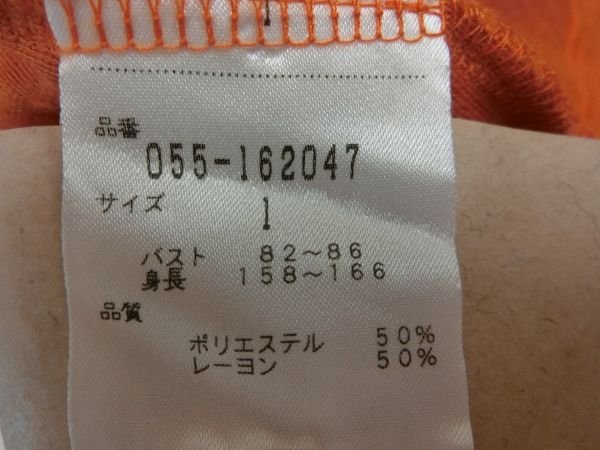 品番
055-162047
サイズ 1
バスト 82～86
身長 158～166
品質
ポリエステル 50%
レーヨン 50%